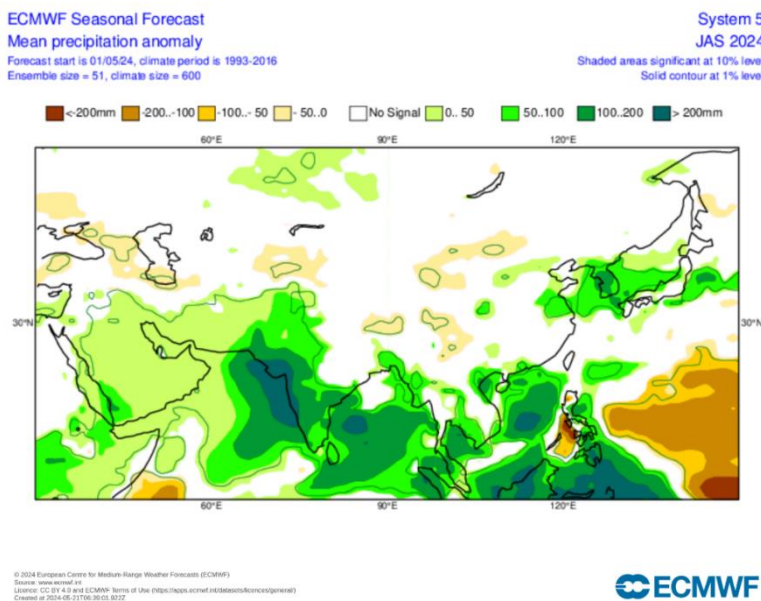 ECMWF Seasonal Forecast
System 5
Mean precipitation anomaly
JAS 2024
Forecast start is 01/05/24, climate period is 1993-2016
Shaded areas significant at 10% level
Ensemble size = 51, climate size = 600
Solid contour at 1% level
<-200mm -200..-100 -100..- 50 - 50..0 No Signal 0.. 50 50..100 100..200 > 200mm
60°E 90°E 120°E
30°N 30°N
60°E 90°E 120°E
© 2024 European Centre for Medium-Range Weather Forecasts (ECMWF)
Source: www.ecmwf.int
Licence: CC BY 4.0 and ECMWF Terms of Use (https://apps.ecmwf.int/datasets/licences/general/)
ECMWF